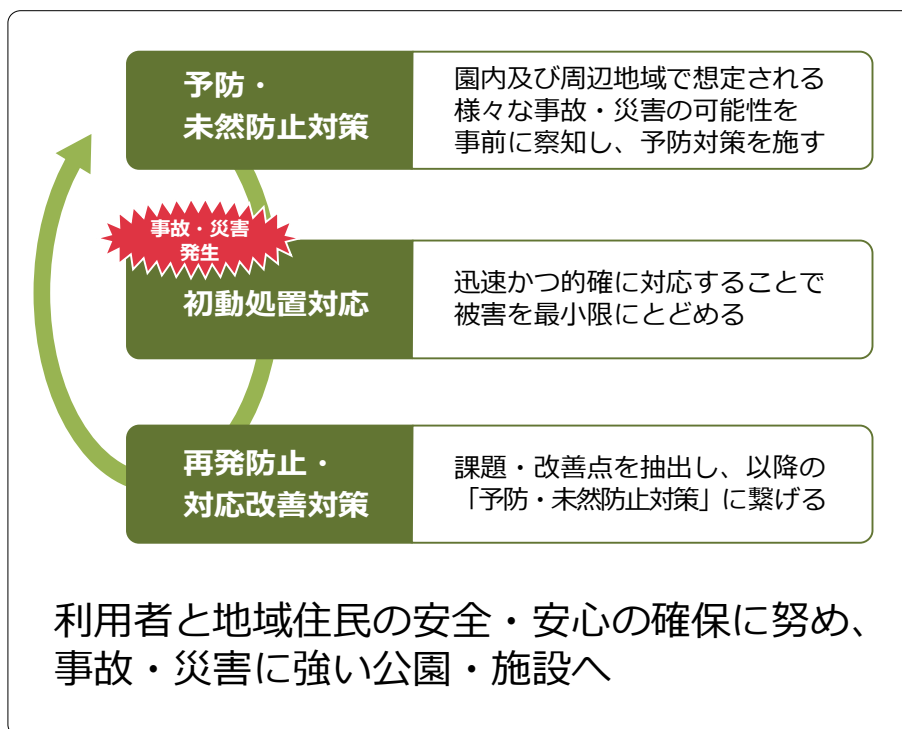 予防・
未然防止対策
園内及び周辺地域で想定される
様々な事故・災害の可能性を
事前に察知し、予防対策を施す
事故・災害
発生
初動処置対応
迅速かつ的確に対応することで
被害を最小限にとどめる
再発防止・
対応改善対策
課題・改善点を抽出し、以降の
「予防・未然防止対策」に繋げる
利用者と地域住民の安全・安心の確保に努め、
事故・災害に強い公園・施設へ